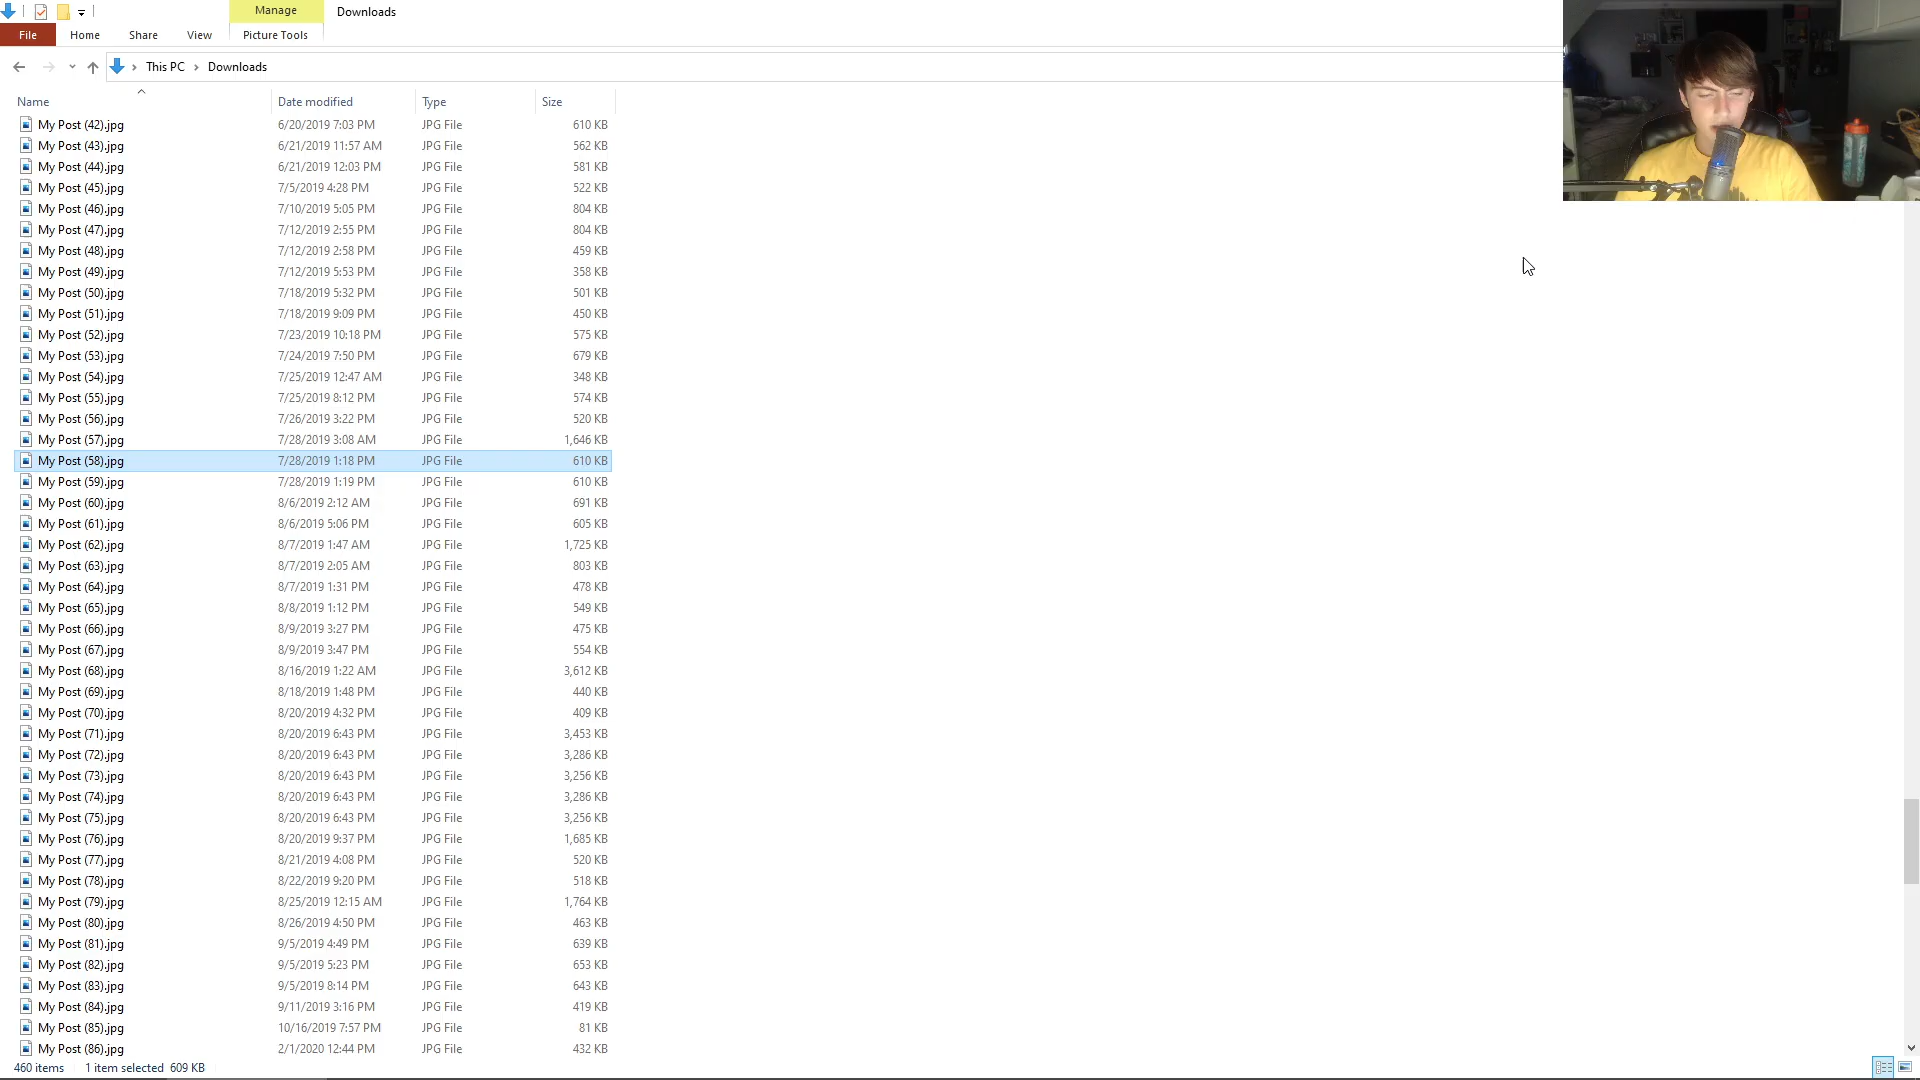 Manage
Downloads
File
Home
Share
View
Picture Tools
This PC
Downloads
Name
Date modified
Type
Size
My Post (42).jpg 6/20/2019 7:03 PM JPG File 610 KB
My Post (43).jpg 6/21/2019 11:57 AM JPG File 562 KB
My Post (44).jpg 6/21/2019 12:03 PM JPG File 581 KB
My Post (45).jpg 7/5/2019 4:28 PM JPG File 522 KB
My Post (46).jpg 7/10/2019 5:05 PM JPG File 804 KB
My Post (47).jpg 7/12/2019 2:55 PM JPG File 804 KB
My Post (48).jpg 7/12/2019 2:58 PM JPG File 459 KB
My Post (49).jpg 7/12/2019 5:53 PM JPG File 358 KB
My Post (50).jpg 7/18/2019 5:32 PM JPG File 501 KB
My Post (51).jpg 7/18/2019 9:09 PM JPG File 450 KB
My Post (52).jpg 7/23/2019 10:18 PM JPG File 575 KB
My Post (53).jpg 7/24/2019 7:50 PM JPG File 679 KB
My Post (54).jpg 7/25/2019 12:47 AM JPG File 348 KB
My Post (55).jpg 7/25/2019 8:12 PM JPG File 574 KB
My Post (56).jpg 7/26/2019 3:22 PM JPG File 520 KB
My Post (57).jpg 7/28/2019 3:08 AM JPG File 1,646 KB
My Post (58).jpg 7/28/2019 1:18 PM JPG File 610 KB
My Post (59).jpg 7/28/2019 1:19 PM JPG File 610 KB
My Post (60).jpg 8/6/2019 2:12 AM JPG File 691 KB
My Post (61).jpg 8/6/2019 5:06 PM JPG File 605 KB
My Post (62).jpg 8/7/2019 1:47 AM JPG File 1,725 KB
My Post (63).jpg 8/7/2019 2:05 AM JPG File 803 KB
My Post (64).jpg 8/7/2019 1:31 PM JPG File 478 KB
My Post (65).jpg 8/8/2019 1:12 PM JPG File 549 KB
My Post (66).jpg 8/9/2019 3:27 PM JPG File 475 KB
My Post (67).jpg 8/9/2019 3:47 PM JPG File 554 KB
My Post (68).jpg 8/16/2019 1:22 AM JPG File 3,612 KB
My Post (69).jpg 8/18/2019 1:48 PM JPG File 440 KB
My Post (70).jpg 8/20/2019 4:32 PM JPG File 409 KB
My Post (71).jpg 8/20/2019 6:43 PM JPG File 3,453 KB
My Post (72).jpg 8/20/2019 6:43 PM JPG File 3,286 KB
My Post (73).jpg 8/20/2019 6:43 PM JPG File 3,256 KB
My Post (74).jpg 8/20/2019 6:43 PM JPG File 3,286 KB
My Post (75).jpg 8/20/2019 6:43 PM JPG File 3,256 KB
My Post (76).jpg 8/20/2019 9:37 PM JPG File 1,685 KB
My Post (77).jpg 8/21/2019 4:08 PM JPG File 520 KB
My Post (78).jpg 8/22/2019 9:20 PM JPG File 518 KB
My Post (79).jpg 8/25/2019 12:15 AM JPG File 1,764 KB
My Post (80).jpg 8/26/2019 4:50 PM JPG File 463 KB
My Post (81).jpg 9/5/2019 4:49 PM JPG File 639 KB
My Post (82).jpg 9/5/2019 5:23 PM JPG File 653 KB
My Post (83).jpg 9/5/2019 8:14 PM JPG File 643 KB
My Post (84).jpg 9/11/2019 3:16 PM JPG File 419 KB
My Post (85).jpg 10/16/2019 7:57 PM JPG File 81 KB
My Post (86).jpg 2/1/2020 12:44 PM JPG File 432 KB
460 items 1 item selected 609 KB